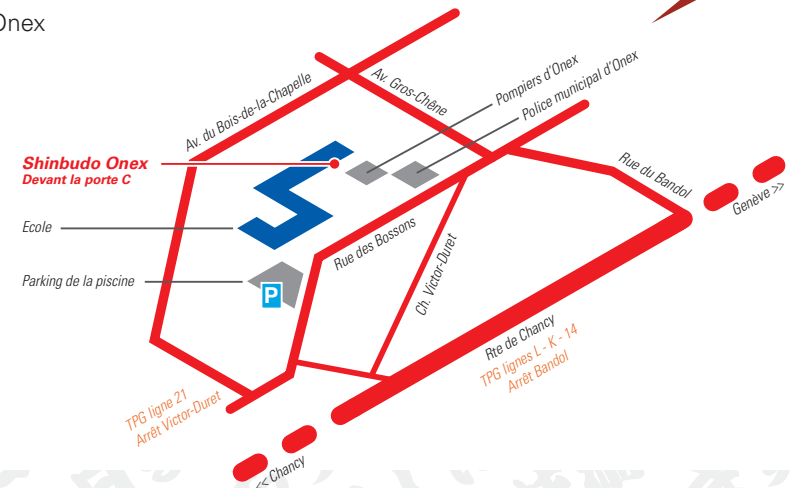 Onex
Av. du Bois-de-la-Chapelle
Av. Gros-Chêne
Pompiers d'Onex
Police municipal d'Onex
Shinbudo Onex
Devant la porte C
Rue du Bandol
Genève >>
Ecole
Rue des Bossons
Parking de la piscine
P
Ch. Victor-Duret
Rte de Chancy
TPG lignes L - K - 14
Arrêt Bandol
TPG ligne 21
Arrêt Victor-Duret
<< Chancy